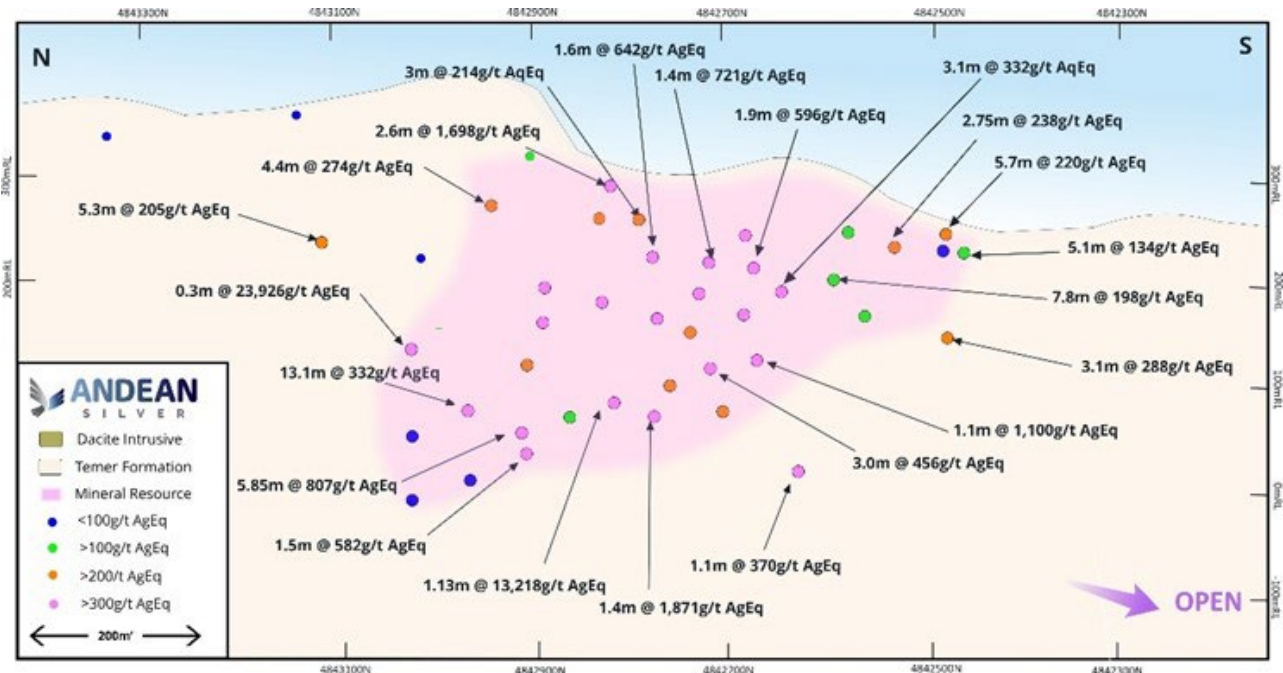 4843300N 4843100N 4842900N 4842700N 4842500N 4842300N
N
S
1.6m @ 642g/t AgEq
3m @ 214g/t AqEq
1.4m @ 721g/t AgEq
3.1m @ 332g/t AqEq
2.6m @ 1,698g/t AgEq
1.9m @ 596g/t AgEq
2.75m @ 238g/t AgEq
4.4m @ 274g/t AgEq
5.7m @ 220g/t AgEq
300mRL
300mRL
5.3m @ 205g/t AgEq
5.1m @ 134g/t AgEq
200mRL
200mRL
0.3m @ 23,926g/t AgEq
7.8m @ 198g/t AgEq
3.1m @ 288g/t AgEq
13.1m @ 332g/t AgEq
100mRL
1.1m @ 1,100g/t AgEq
3.0m @ 456g/t AgEq
5.85m @ 807g/t AgEq
0mRL
1.5m @ 582g/t AgEq
1.1m @ 370g/t AgEq
1.13m @ 13,218g/t AgEq
1.4m @ 1,871g/t AgEq
-100mRL
OPEN
ANDEAN
SILVER
Dacite Intrusive
Temer Formation
Mineral Resource
<100g/t AgEq
>100g/t AgEq
>200/t AgEq
>300g/t AgEq
200m'
4843100N 4842900N 4842700N 4842500N 4842300N